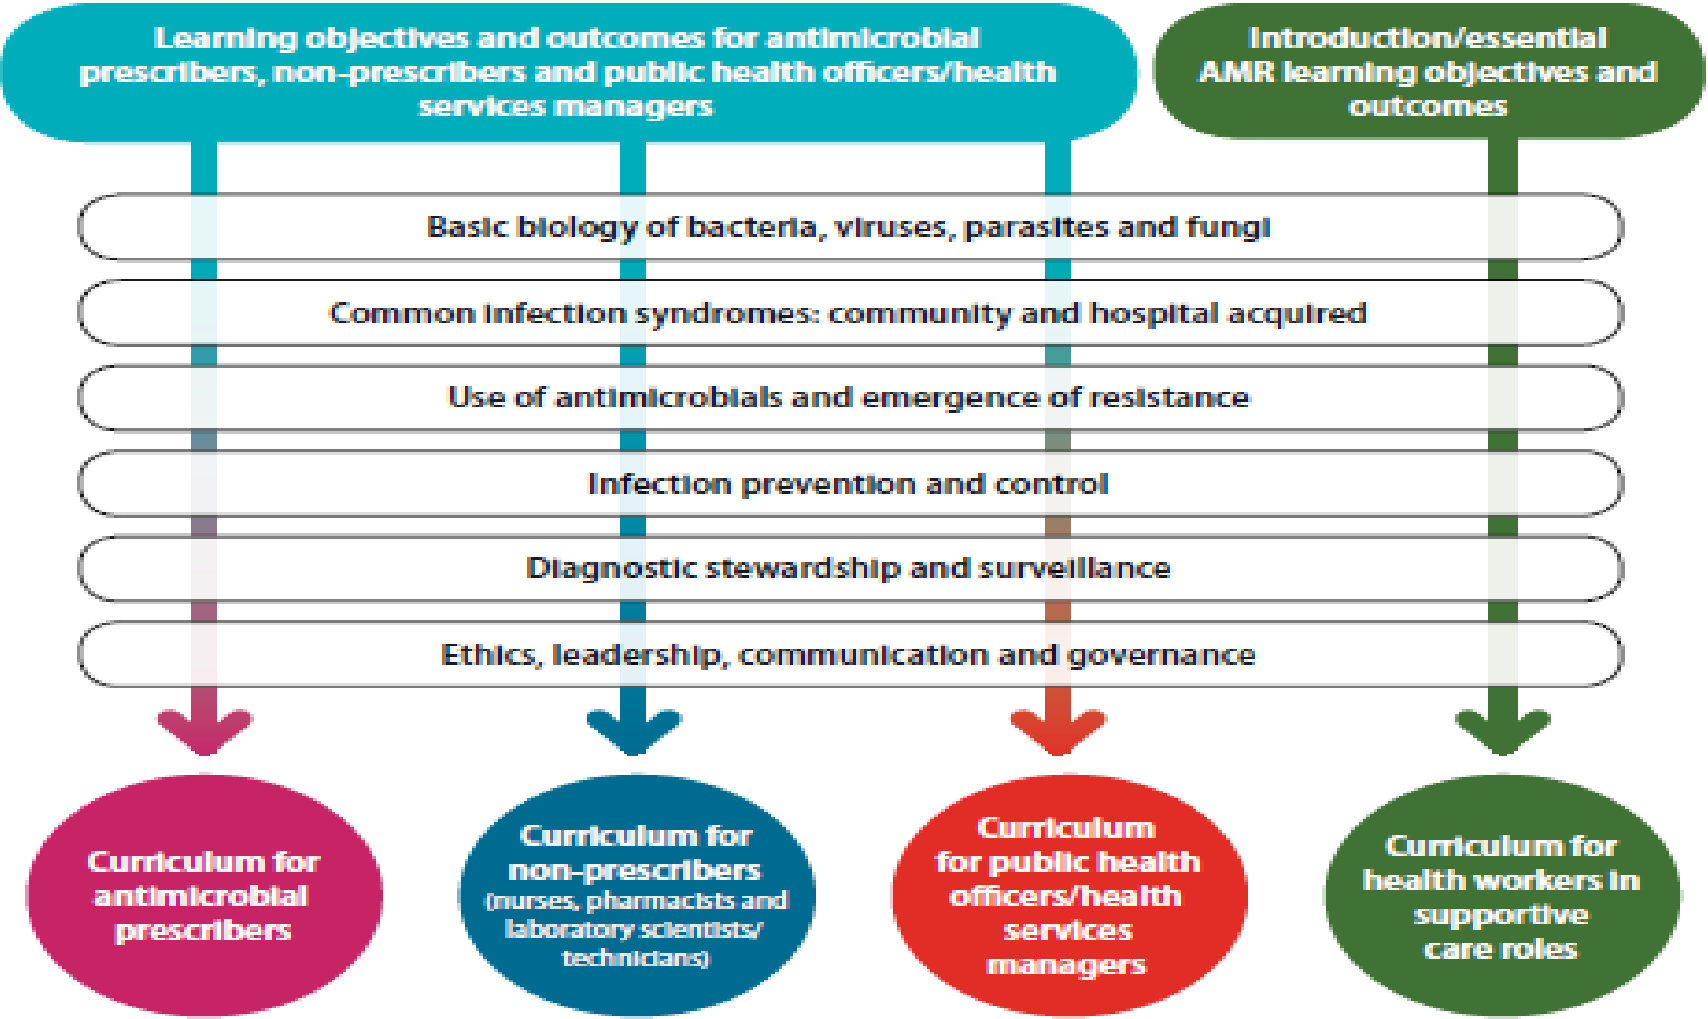 Learning objectives and outcomes for antimicrobial
prescribers, non-prescribers and public health officers/health
services managers
Introduction/essential
AMR learning objectives and
outcomes
Basic biology of bacteria, viruses, parasites and fungi
Common infection syndromes: community and hospital acquired
Use of antimicrobials and emergence of resistance
Infection prevention and control
Diagnostic stewardship and surveillance
Ethics, leadership, communication and governance
Curriculum for
antimicrobial
prescribers
Curriculum for
non-prescribers
(nurses, pharmacists and
laboratory scientists/
technicians)
Curriculum
for public health
officers/health
services
managers
Curriculum for
health workers in
supportive
care roles